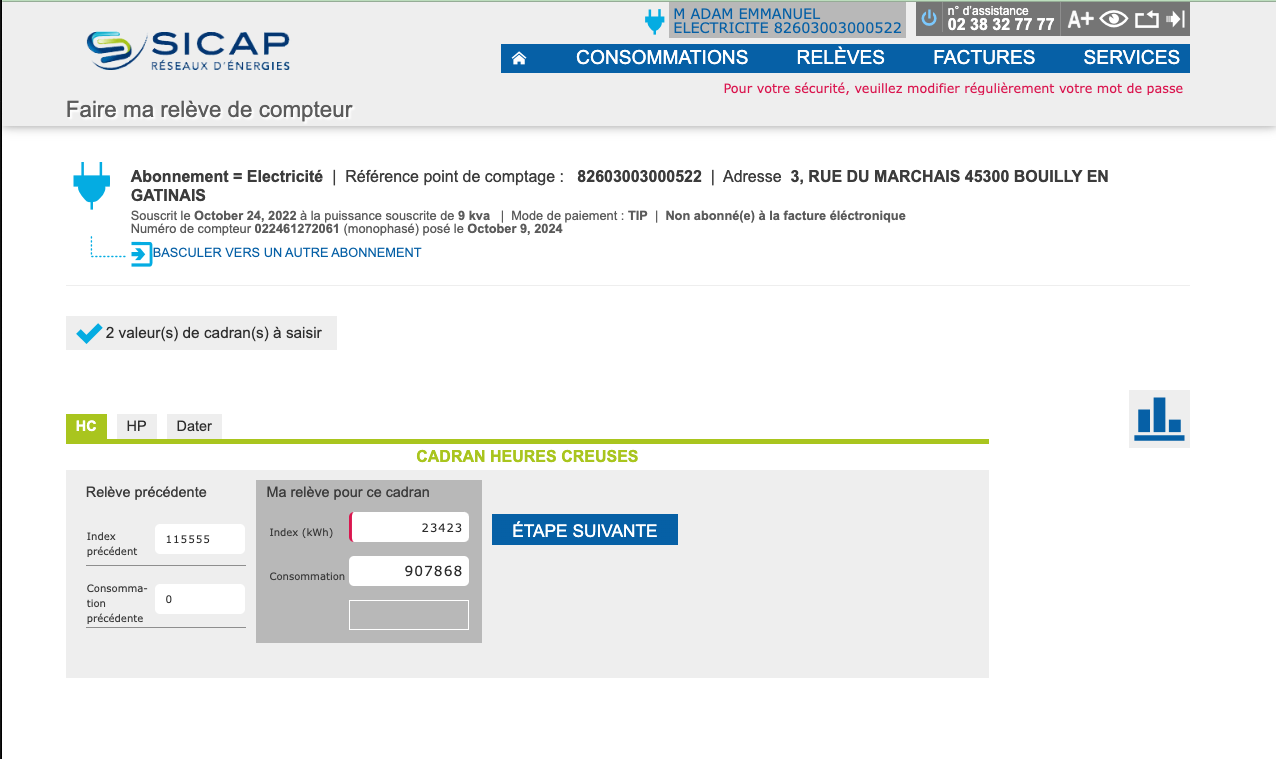 M ADAM EMMANUEL
ELECTRICITE 82603003000522
n° d'assistance
02 38 32 77 77
A+
SICAP
RÉSEAUX D'ÉNERGIES
CONSOMMATIONS RELÈVES FACTURES SERVICES
Pour votre sécurité, veuillez modifier régulièrement votre mot de passe
Faire ma relève de compteur
Abonnement = Electricité | Référence point de comptage : 82603003000522 | Adresse 3, RUE DU MARCHAIS 45300 BOUILLY EN
GATINAIS
Souscrit le October 24, 2022 à la puissance souscrite de 9 kva | Mode de paiement : TIP | Non abonné(e) à la facture éléctronique
Numéro de compteur 022461272061 (monophasé) posé le October 9, 2024
BASCULER VERS UN AUTRE ABONNEMENT
2 valeur(s) de cadran(s) à saisir
HC HP Dater
CADRAN HEURES CREUSES
Relève précédente
Index
précédent
115555
Consomma-
tion
précédente
0
Ma relève pour ce cadran
Index (kWh) 23423
Consommation 907868
ÉTAPE SUIVANTE